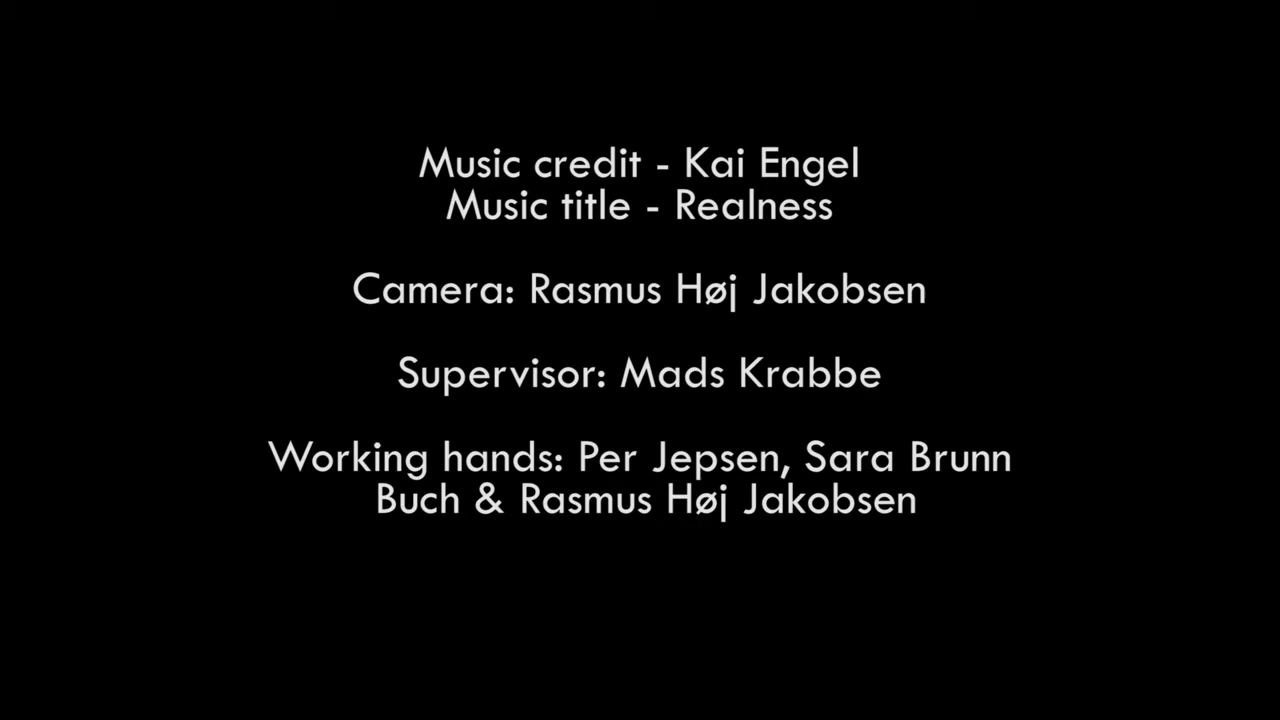 Music credit - Kai Engel
Music title - Realness
Camera: Rasmus Høj Jakobsen
Supervisor: Mads Krabbe
Working hands: Per Jepsen, Sara Brunn
Buch & Rasmus Høj Jakobsen